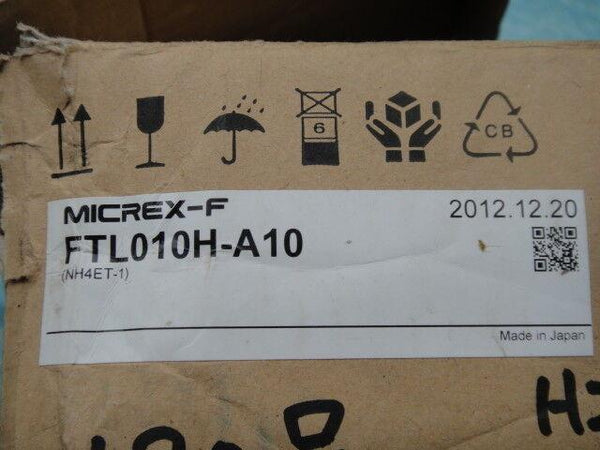 6
CB
MICREX-F
2012.12.20
FTL010H-A10
(NH4ET-1)
Made in Japan